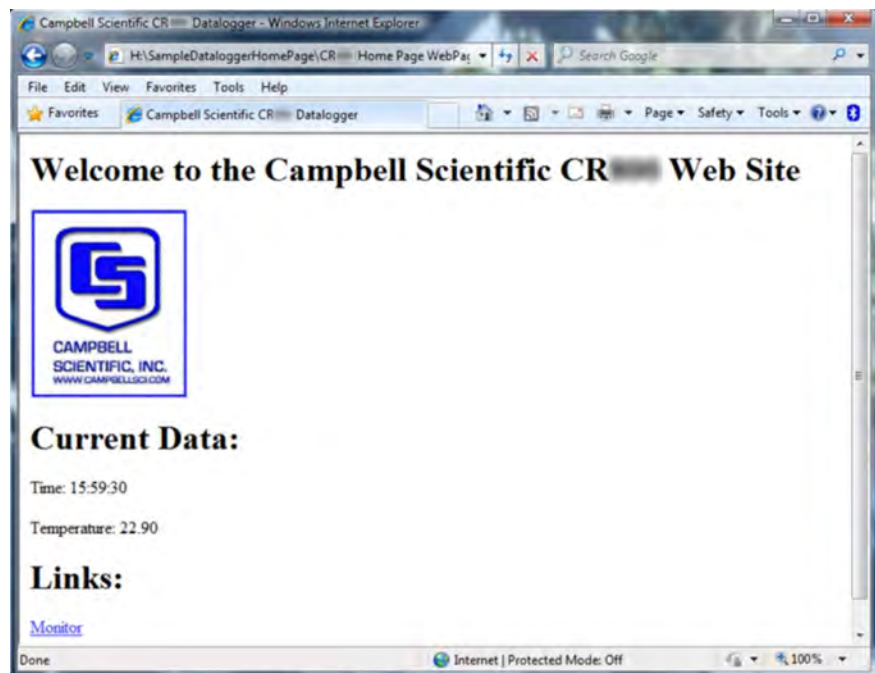 Campbell Scientific CR Datalogger - Windows Internet Explorer
H:\SampleDataloggerHomePage\CR Home Page WebPag
Search Google
File Edit View Favorites Tools Help
Favorites Campbell Scientific CR Datalogger Page Safety Tools
Welcome to the Campbell Scientific CR Web Site
CS
CAMPBELL
SCIENTIFIC, INC.
WWW.CAMPBELLSCI.COM
Current Data:
Time: 15:59:30
Temperature: 22.90
Links:
Monitor
Done Internet | Protected Mode: Off 100%